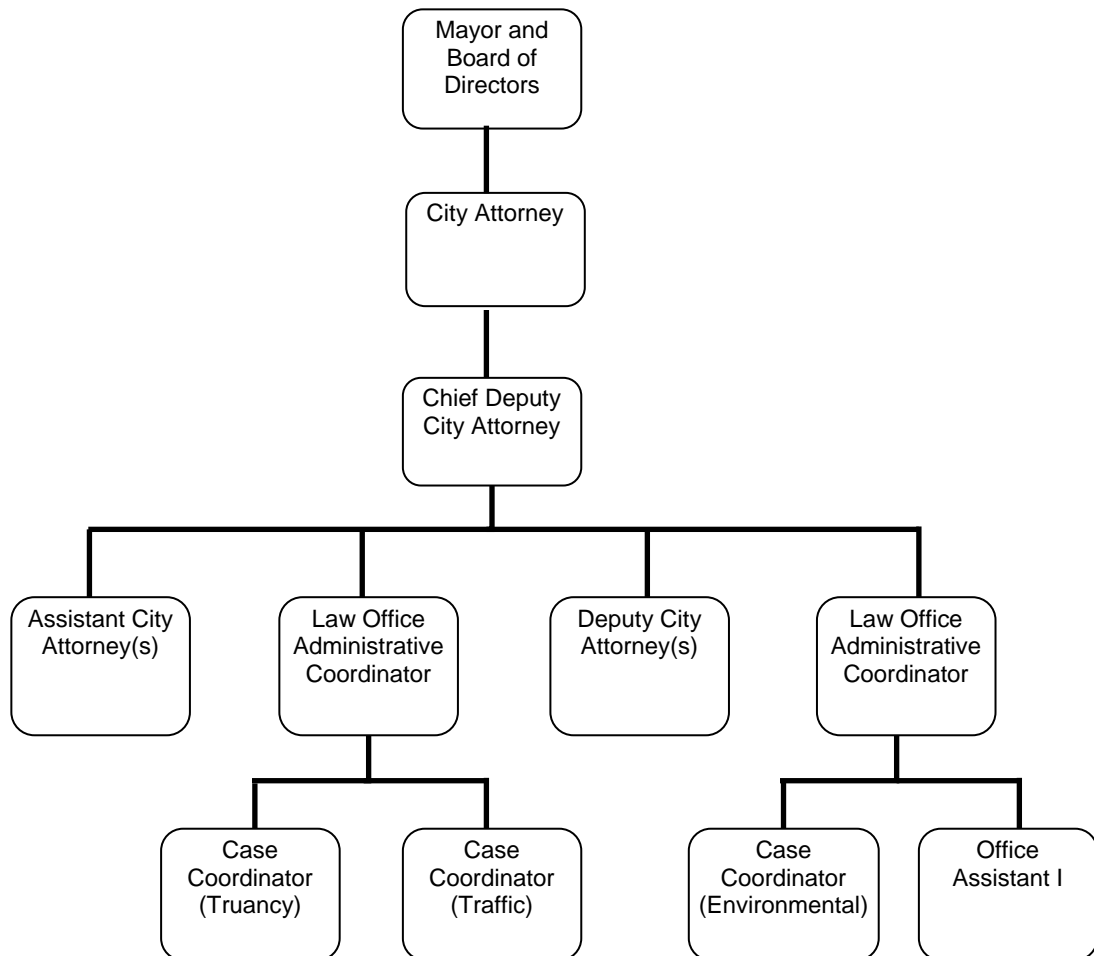 Mayor and
Board of
Directors
City Attorney
Chief Deputy
City Attorney
Assistant City
Attorney(s)
Law Office
Administrative
Coordinator
Deputy City
Attorney(s)
Law Office
Administrative
Coordinator
Case
Coordinator
(Truancy)
Case
Coordinator
(Traffic)
Case
Coordinator
(Environmental)
Office
Assistant I